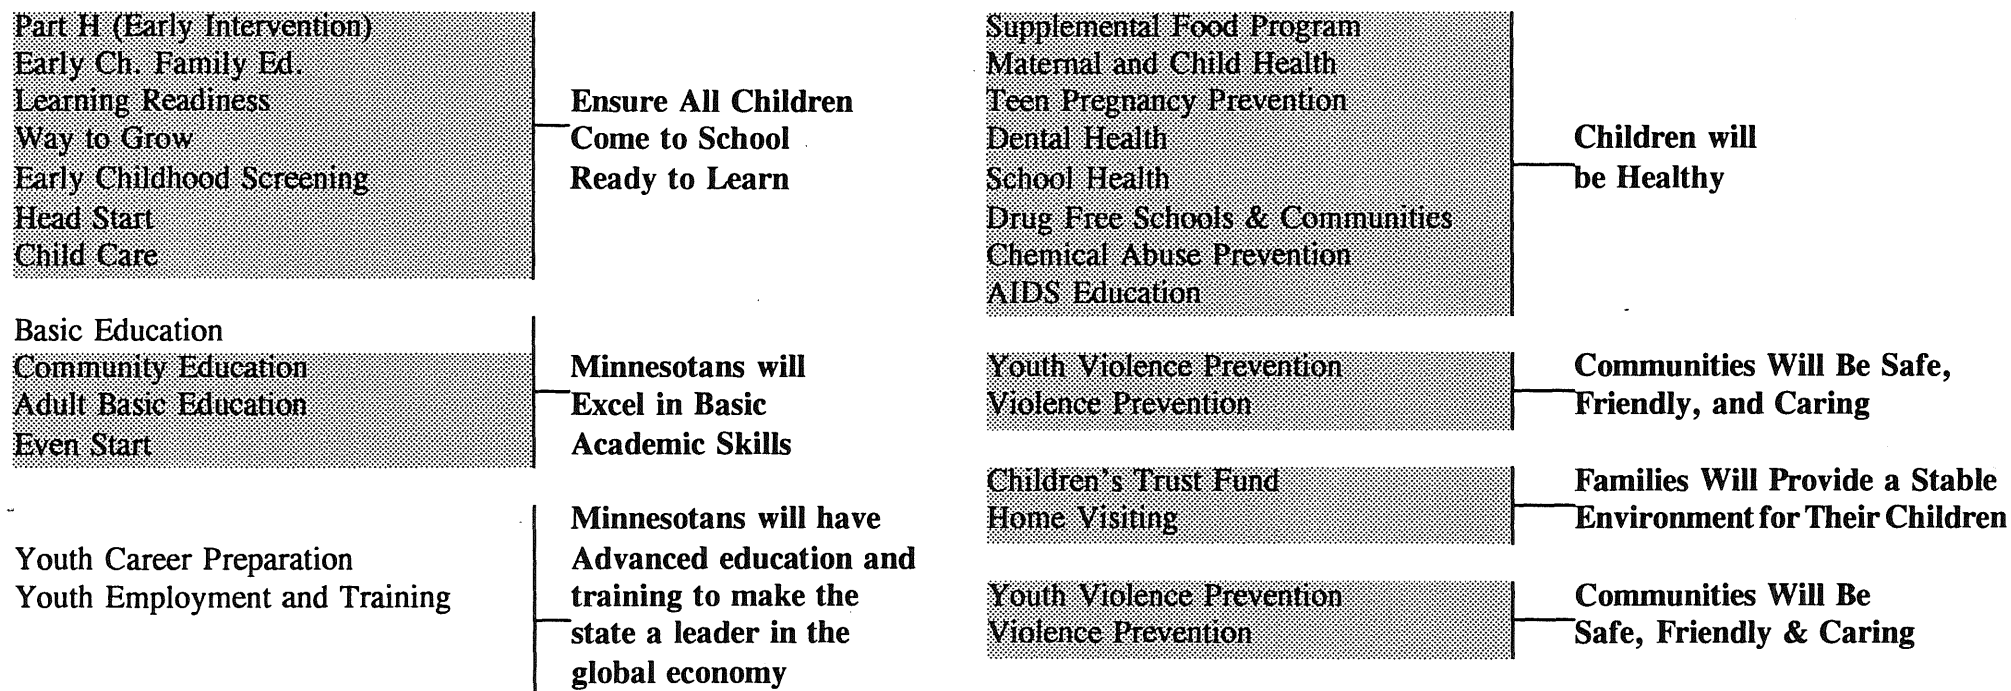 Part H (Early Intervention)
Early Ch. Family Ed.
Learning Readiness
Way to Grow
Early Childhood Screening
Head Start
Child Care
Ensure All Children
Come to School
Ready to Learn
Basic Education
Community Education
Adult Basic Education
Even Start
Minnesotans will
Excel in Basic
Academic Skills
Youth Career Preparation
Youth Employment and Training
Minnesotans will have
Advanced education and
training to make the
state a leader in the
global economy
Supplemental Food Program
Maternal and Child Health
Teen Pregnancy Prevention
Dental Health
School Health
Drug Free Schools & Communities
Chemical Abuse Prevention
AIDS Education
Children will
be Healthy
Youth Violence Prevention
Violence Prevention
Communities Will Be Safe,
Friendly, and Caring
Children's Trust Fund
Home Visiting
Families Will Provide a Stable
Environment for Their Children
Youth Violence Prevention
Violence Prevention
Communities Will Be
Safe, Friendly & Caring